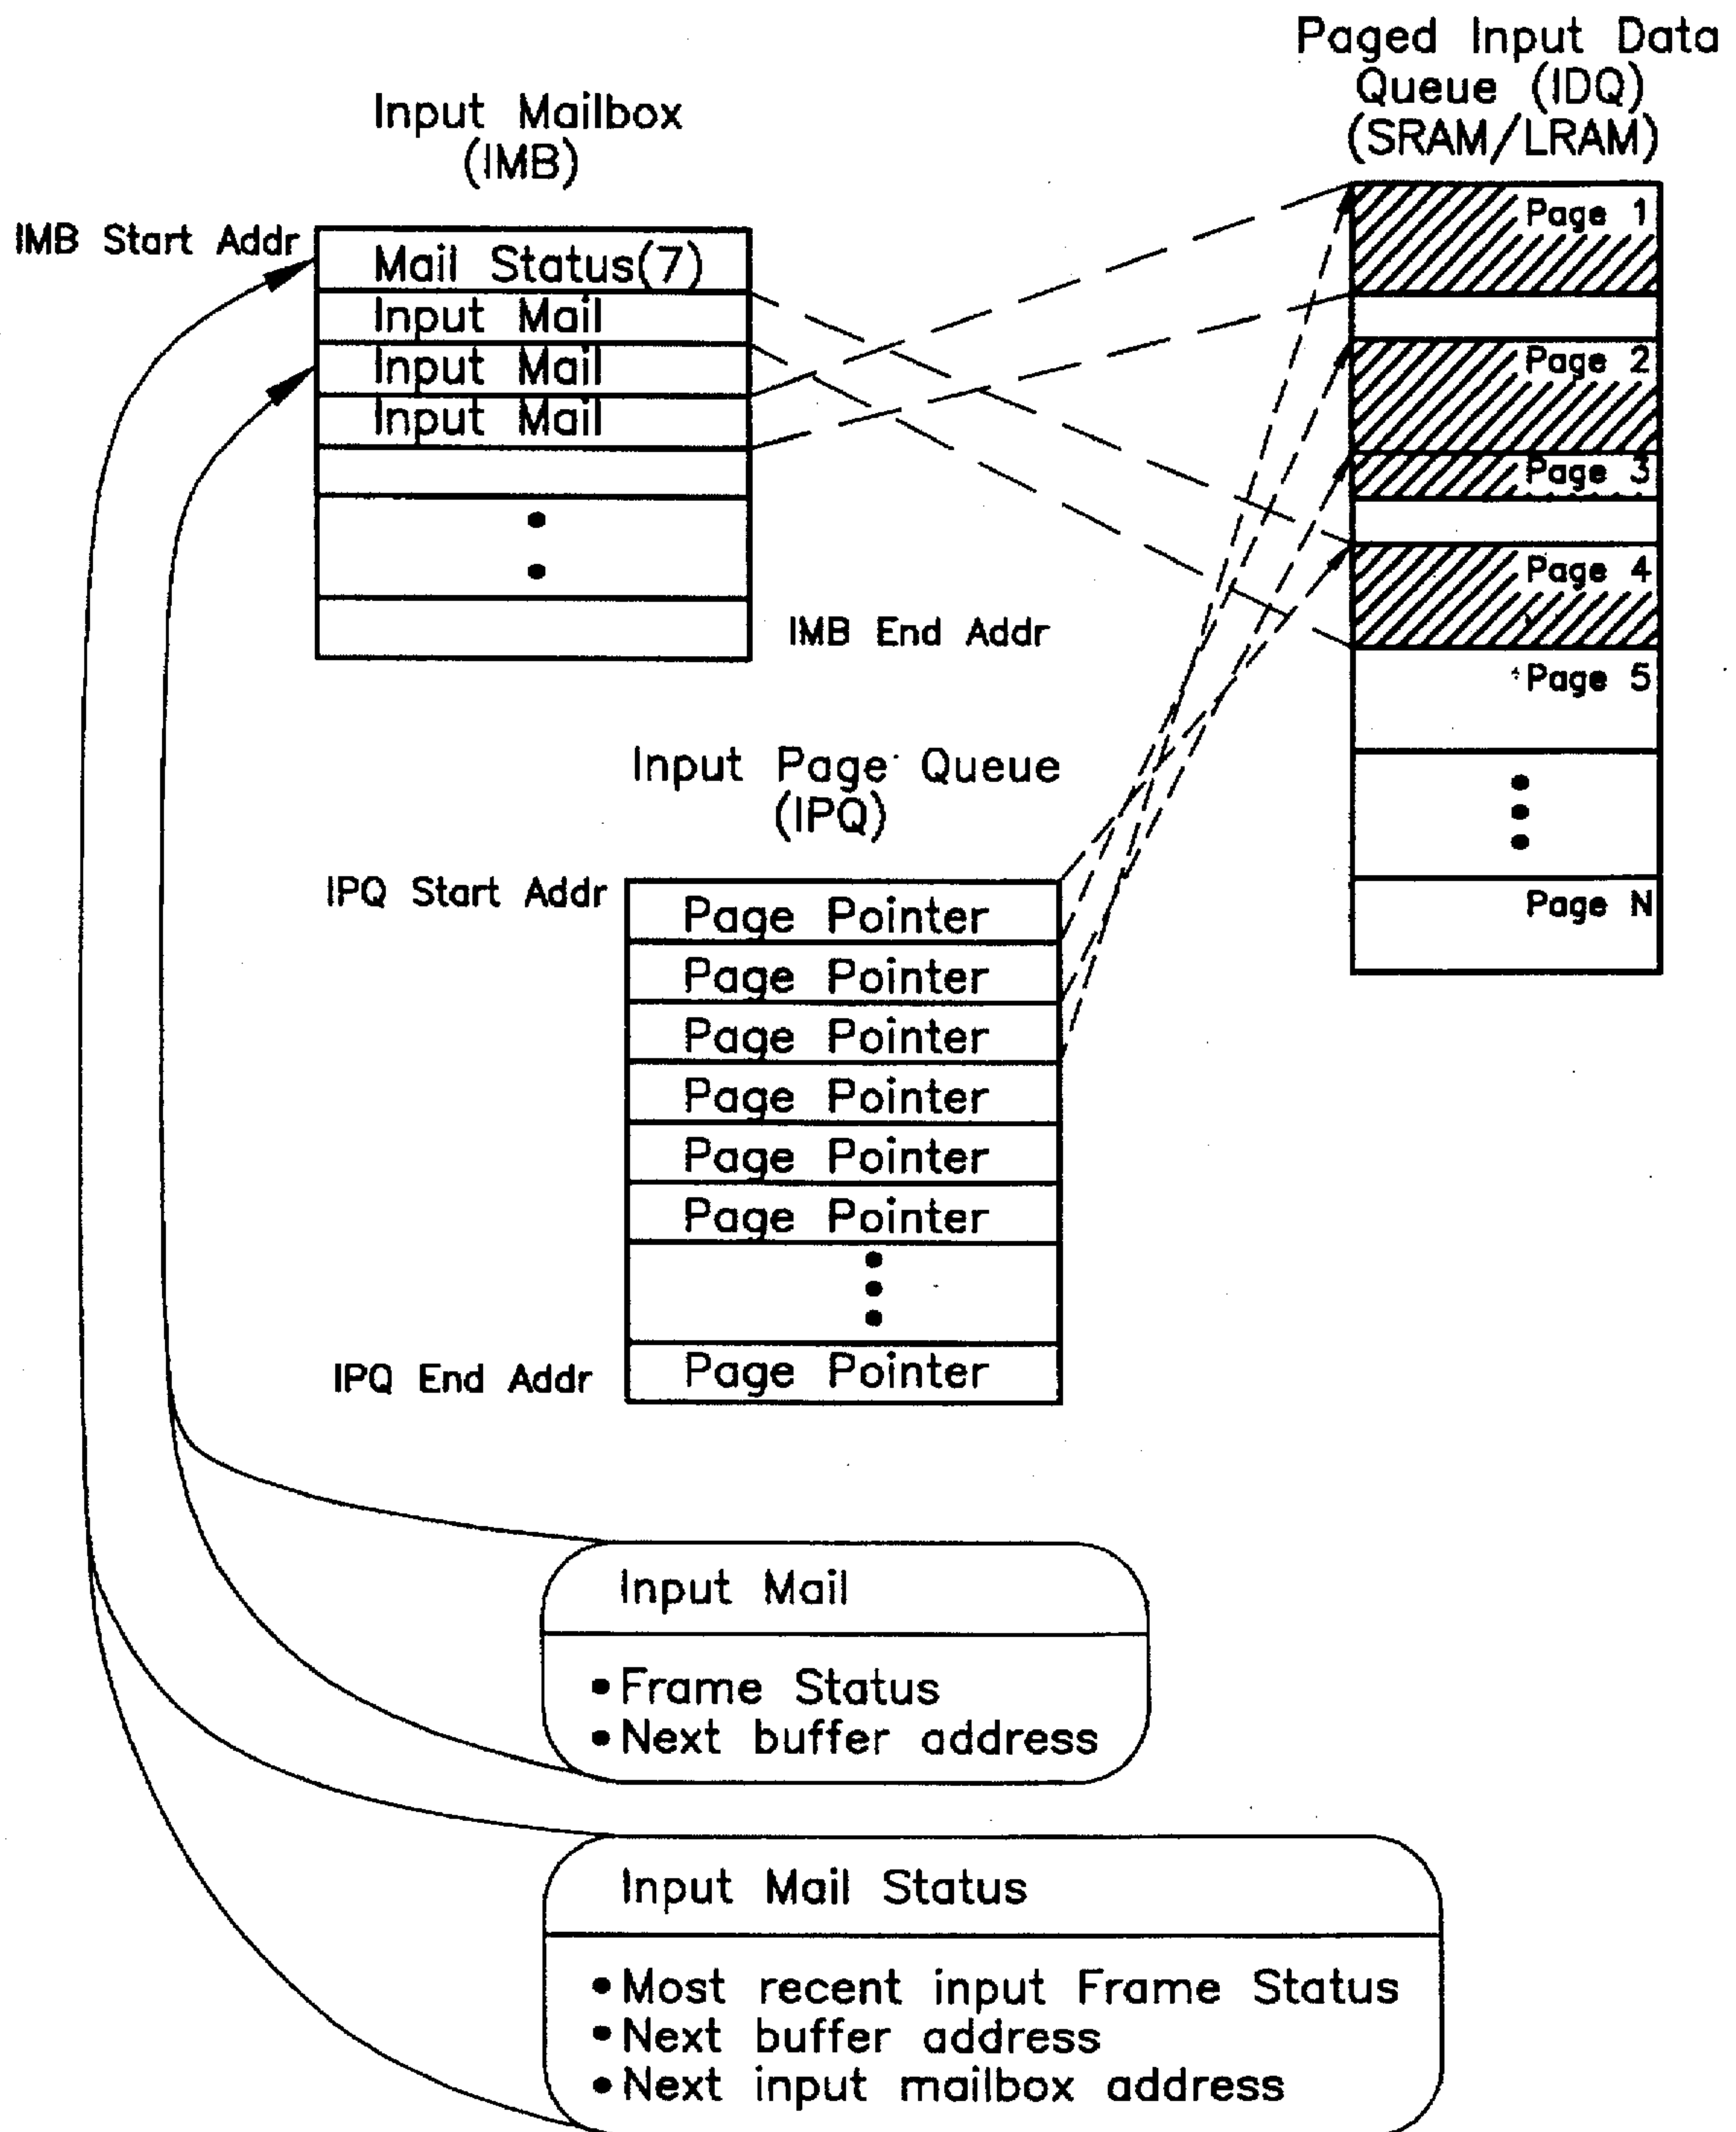 Paged Input Data
Queue (IDQ)
(SRAM/LRAM)
Input Mailbox
(IMB)
IMB Start Addr
Mail Status(7)
Input Mail
Input Mail
Input Mail
IMB End Addr
Page 1
Page 2
Page 3
Page 4
Page 5
Page N
Input Page Queue
(IPQ)
IPQ Start Addr
Page Pointer
Page Pointer
Page Pointer
Page Pointer
Page Pointer
Page Pointer
IPQ End Addr
Page Pointer
Input Mail
• Frame Status
• Next buffer address
Input Mail Status
• Most recent input Frame Status
• Next buffer address
• Next input mailbox address